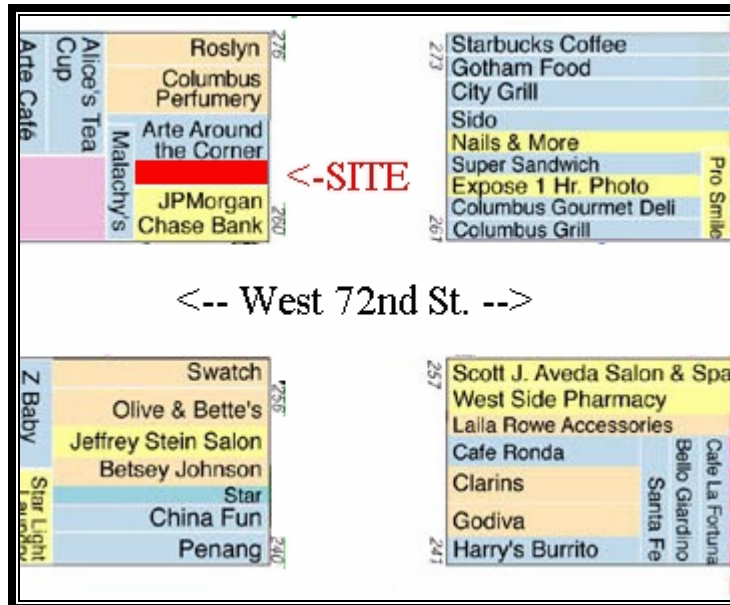 Arte Café
Alice's Tea
Cup
Roslyn
Columbus
Perfumery
Malachy's
Arte Around
the Corner
JPMorgan
Chase Bank
276
260
<-SITE
273
Starbucks Coffee
Gotham Food
City Grill
Sido
Nails & More
Super Sandwich
Expose 1 Hr. Photo
Columbus Gourmet Deli
Columbus Grill
Pro Smile
261
<-- West 72nd St. -->
Z Baby
Star Light
Swatch
Olive & Bette's
Jeffrey Stein Salon
Betsey Johnson
Star
China Fun
Penang
256
240
257
Scott J. Aveda Salon & Spa
West Side Pharmacy
Laila Rowe Accessories
Cafe Ronda
Clarins
Godiva
Harry's Burrito
Santa Fe
Bello Giardino
Cafe La Fortuna
241